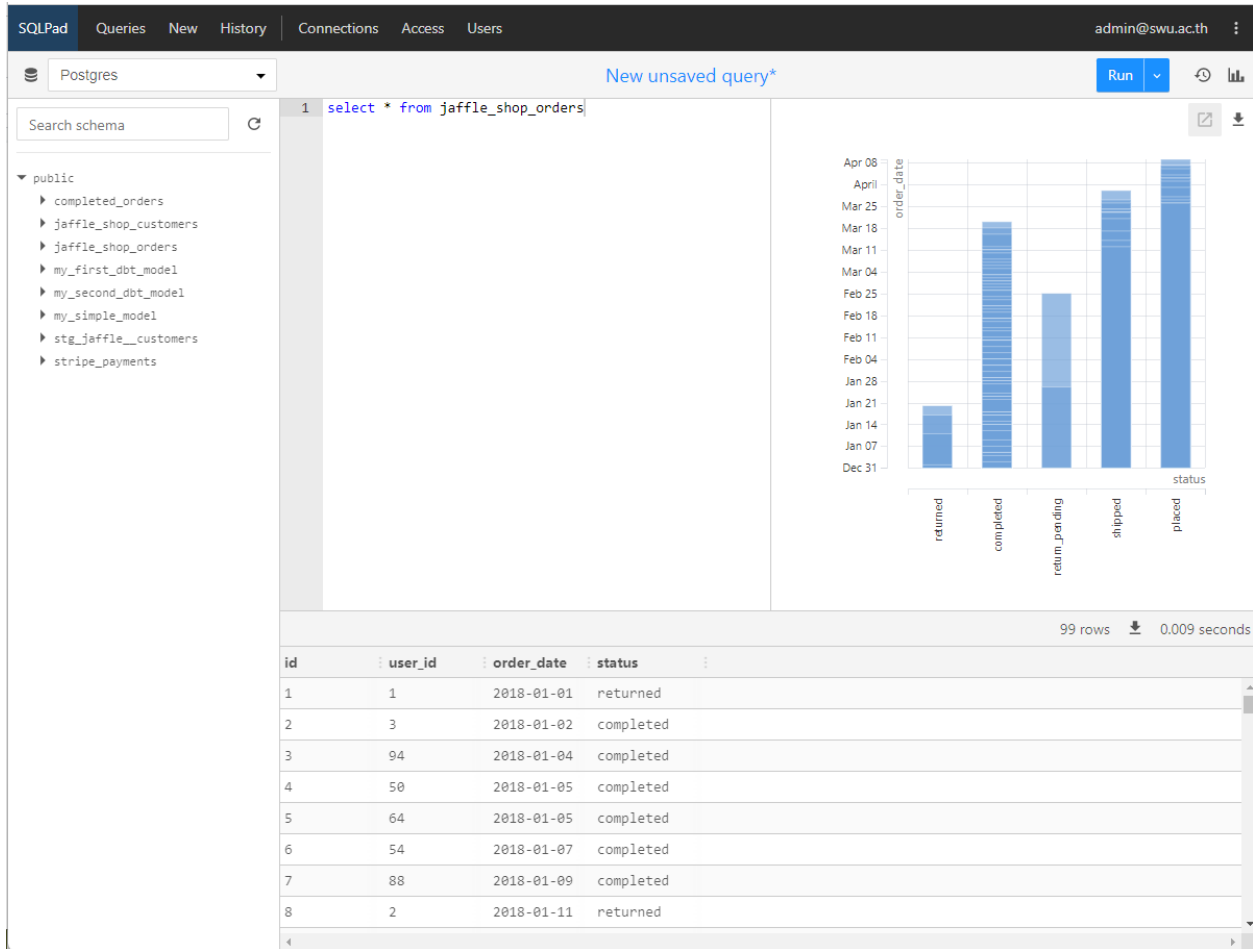 SQLPad Queries New History Connections Access Users admin@swu.ac.th
Postgres New unsaved query* Run
Search schema
public
completed_orders
jaffle_shop_customers
jaffle_shop_orders
my_first_dbt_model
my_second_dbt_model
my_simple_model
stg_jaffle__customers
stripe_payments
1 select * from jaffle_shop_orders
order_date
Apr 08
April
Mar 25
Mar 18
Mar 11
Mar 04
Feb 25
Feb 18
Feb 11
Feb 04
Jan 28
Jan 21
Jan 14
Jan 07
Dec 31
status
returned
completed
return_pending
shipped
placed
99 rows 0.009 seconds
id user_id order_date status
1 1 2018-01-01 returned
2 3 2018-01-02 completed
3 94 2018-01-04 completed
4 50 2018-01-05 completed
5 64 2018-01-05 completed
6 54 2018-01-07 completed
7 88 2018-01-09 completed
8 2 2018-01-11 returned